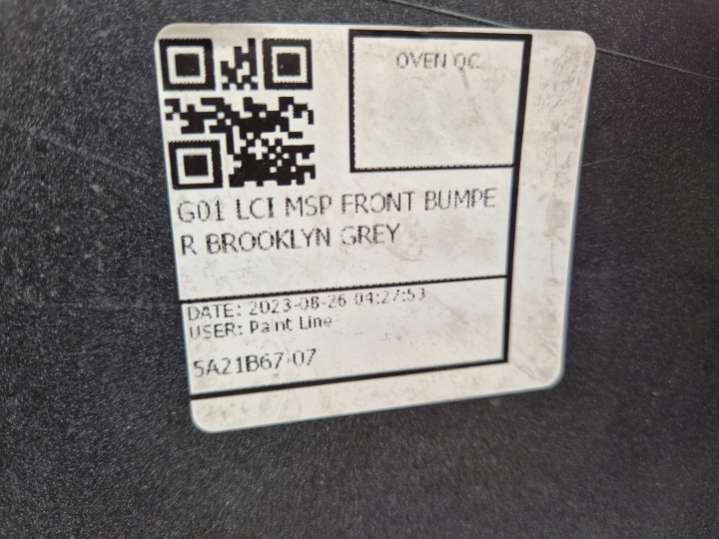 OVEN QC
G01 LCI MSP FRONT BUMPE
R BROOKLYN GREY
DATE: 2023-08-26 04:27:53
USER: Paint Line
5A21B67-07